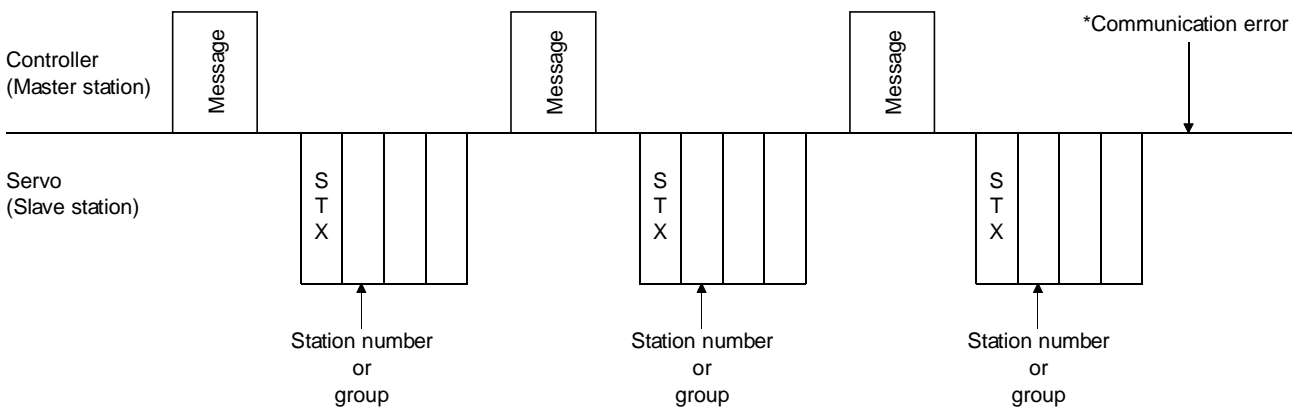 *Communication error
Controller
(Master station)
Message
Message
Message
Servo
(Slave station)
S
T
X
S
T
X
S
T
X
Station number
or
group
Station number
or
group
Station number
or
group